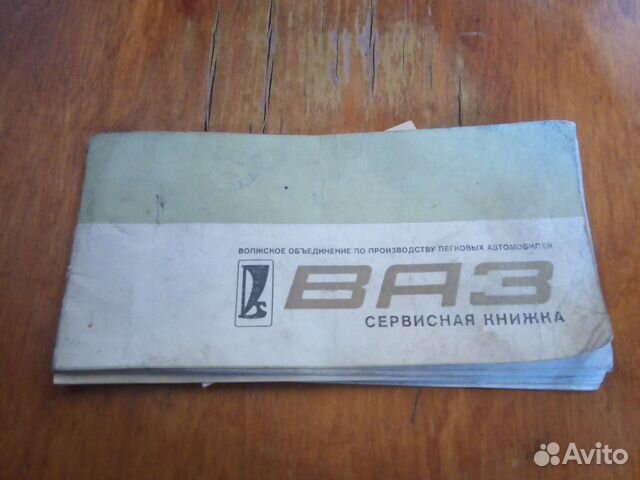 ВОЛЖСКОЕ ОБЪЕДИНЕНИЕ ПО ПРОИЗВОДСТВУ ЛЕГКОВЫХ АВТОМОБИЛЕЙ
ВАЗ
СЕРВИСНАЯ КНИЖКА
Avito